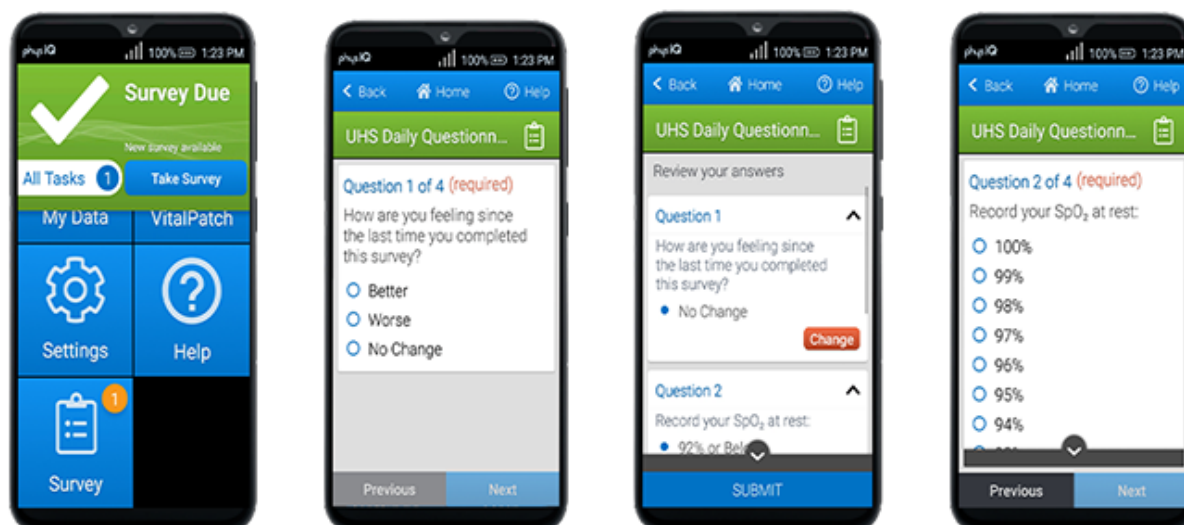 physIQ 100% 1:23 PM
Survey Due
New survey available
All Tasks 1 Take Survey
My Data VitalPatch
Settings Help
1
Survey
physIQ 100% 1:23 PM
Back Home Help
UHS Daily Questionn...
Question 1 of 4 (required)
How are you feeling since
the last time you completed
this survey?
Better
Worse
No Change
Previous Next
physIQ 100% 1:23 PM
Back Home Help
UHS Daily Questionn...
Review your answers
Question 1
How are you feeling since
the last time you completed
this survey?
• No Change
Change
Question 2
Record your SpO₂ at rest:
• 92% or Below
SUBMIT
physIQ 100% 1:23 PM
Back Home Help
UHS Daily Questionn...
Question 2 of 4 (required)
Record your SpO₂ at rest:
100%
99%
98%
97%
96%
95%
94%
Previous Next